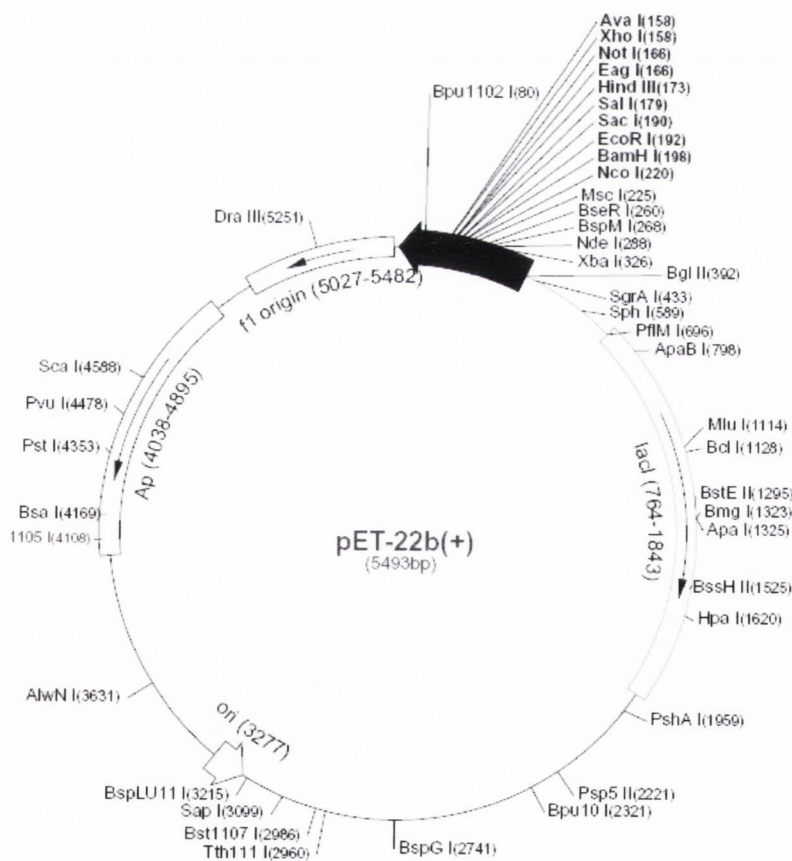 Ava I(158)
Xho I(158)
Not I(166)
Eag I(166)
Hind III(173)
Sal I(179)
Sac I(190)
EcoR I(192)
BamH I(198)
Nco I(220)
Msc I(225)
BseR I(260)
BspM I(268)
Nde I(288)
Xba I(326)
Bgl II(392)
SgrA I(433)
Sph I(589)
PflM I(696)
ApaB I(798)
Mlu I(1114)
Bcl I(1128)
BstE II(1295)
Bmg I(1323)
Apa I(1325)
BssH II(1525)
Hpa I(1620)
PshA I(1959)
Psp5 II(2221)
Bpu10 I(2321)
BspG I(2741)
Tth111 I(2960)
Bst1107 I(2986)
Sap I(3099)
BspLU11 I(3215)
AlwN I(3631)
1105 I(4108)
Bsa I(4169)
Pst I(4353)
Pvu I(4478)
Sca I(4588)
Dra III(5251)
Bpu1102 I(80)
f1 origin (5027-5482)
Ap (4038-4895)
lacI (764-1843)
ori (3277)
pET-22b(+)
(5493bp)